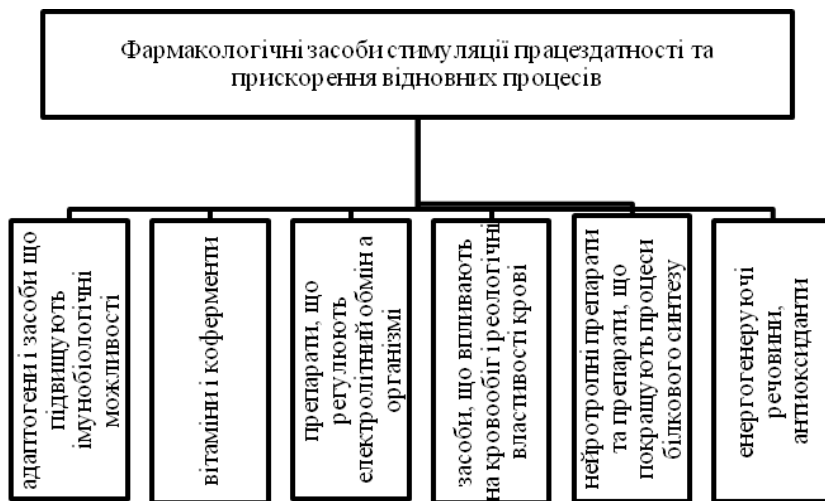 Фармакологічні засоби стимуляції працездатності та
прискорення відновних процесів
адаптогени і засоби що
підвищують
імунобіологічні
можливості
вітаміни і коферменти
препарати, що
регулюють
електролітний обмін а
організмі
засоби, що впливають
на кровообіг і реологічні
властивості крові
нейротропні препарати
та препарати, що
покращують процеси
білкового синтезу
енергогенеруючі
речовини,
антиоксиданти